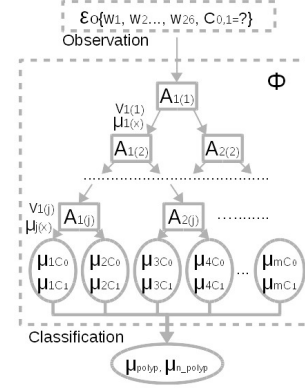 εo{w1, w2..., w26, C0,1=?}
Observation
Φ
A1(1)
V1(1)
μ1(x)
A1(2) A2(2)
V1(j)
μj(x)
A1(j) A2(j)
μ1C0 μ2C0 μ3C0 μ4C0 ... μmC0
μ1C1 μ2C1 μ3C1 μ4C1 μmC1
Classification
μpolyp, μn_polyp